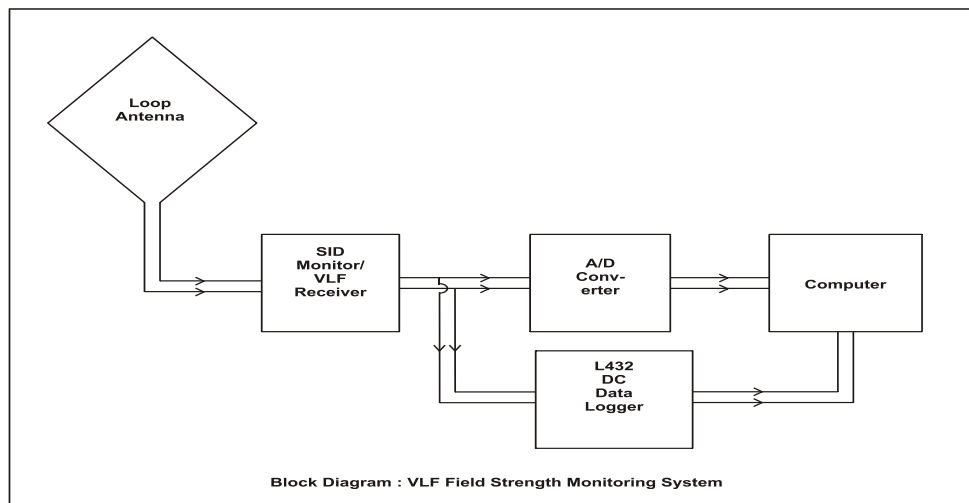 Loop
Antenna
SID
Monitor/
VLF
Receiver
A/D
Conv-
erter
Computer
L432
DC
Data
Logger
Block Diagram : VLF Field Strength Monitoring System